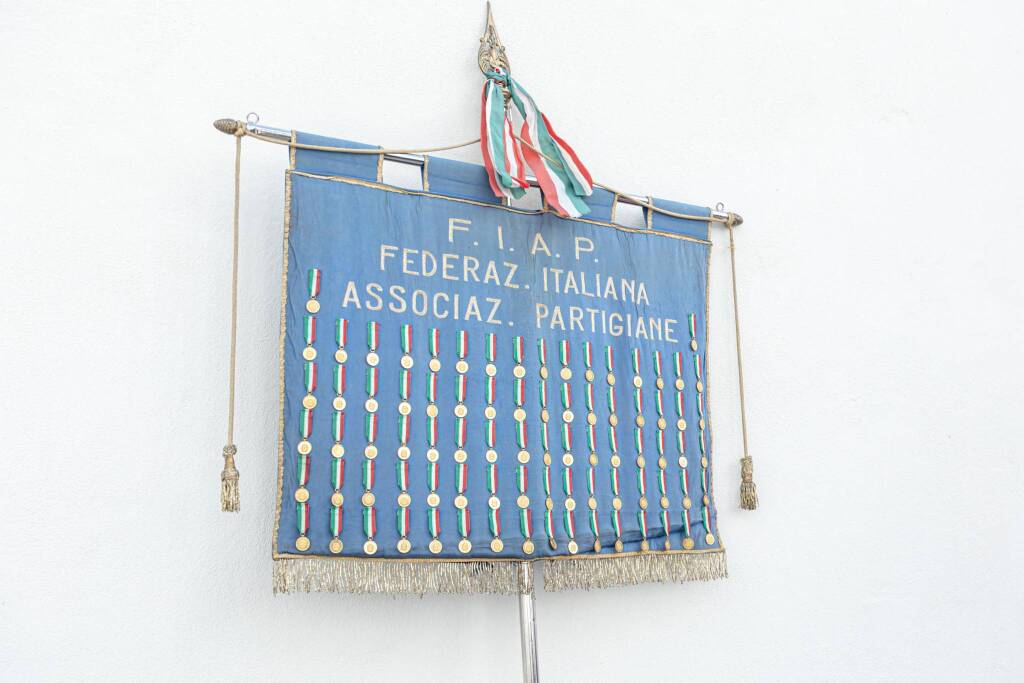 F. I. A. P.
FEDERAZ. ITALIANA
ASSOCIAZ. PARTIGIANE